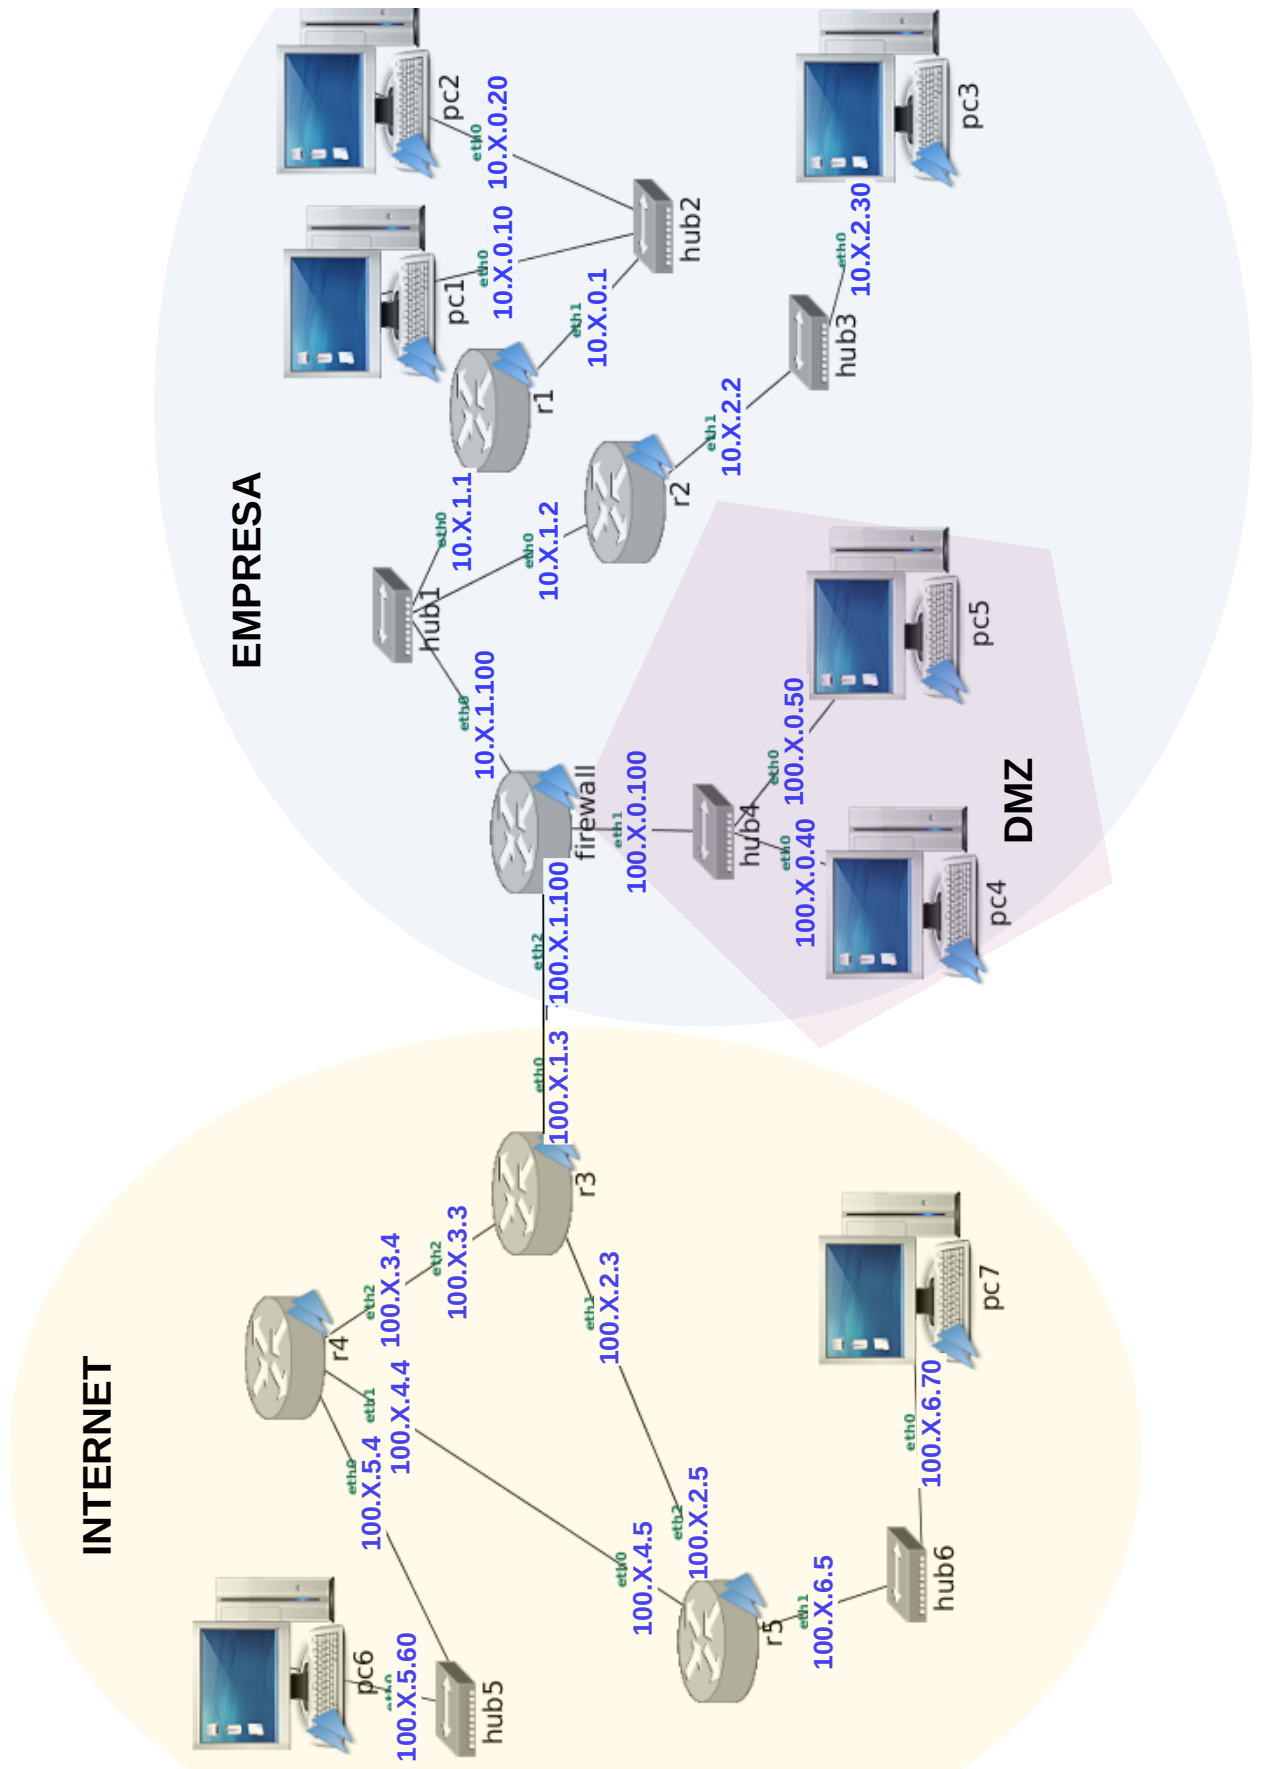 INTERNET
EMPRESA
DMZ
pc6
eth0
100.X.5.60
hub5
r4
eth0
100.X.5.4
eth1
100.X.4.4
eth2
100.X.3.4
eth2
100.X.3.3
r3
eth1
100.X.2.3
eth0
100.X.1.3
r5
eth0
100.X.4.5
eth2
100.X.2.5
eth1
100.X.6.5
hub6
eth0
100.X.6.70
pc7
eth2
100.X.1.100
firewall
eth0
10.X.1.100
eth1
100.X.0.100
hub4
eth0
100.X.0.40
pc4
eth0
100.X.0.50
pc5
hub1
eth0
10.X.1.1
r1
eth1
10.X.0.1
eth0
10.X.1.2
r2
eth1
10.X.2.2
hub2
eth0
10.X.0.10
pc1
eth0
10.X.0.20
pc2
hub3
eth0
10.X.2.30
pc3